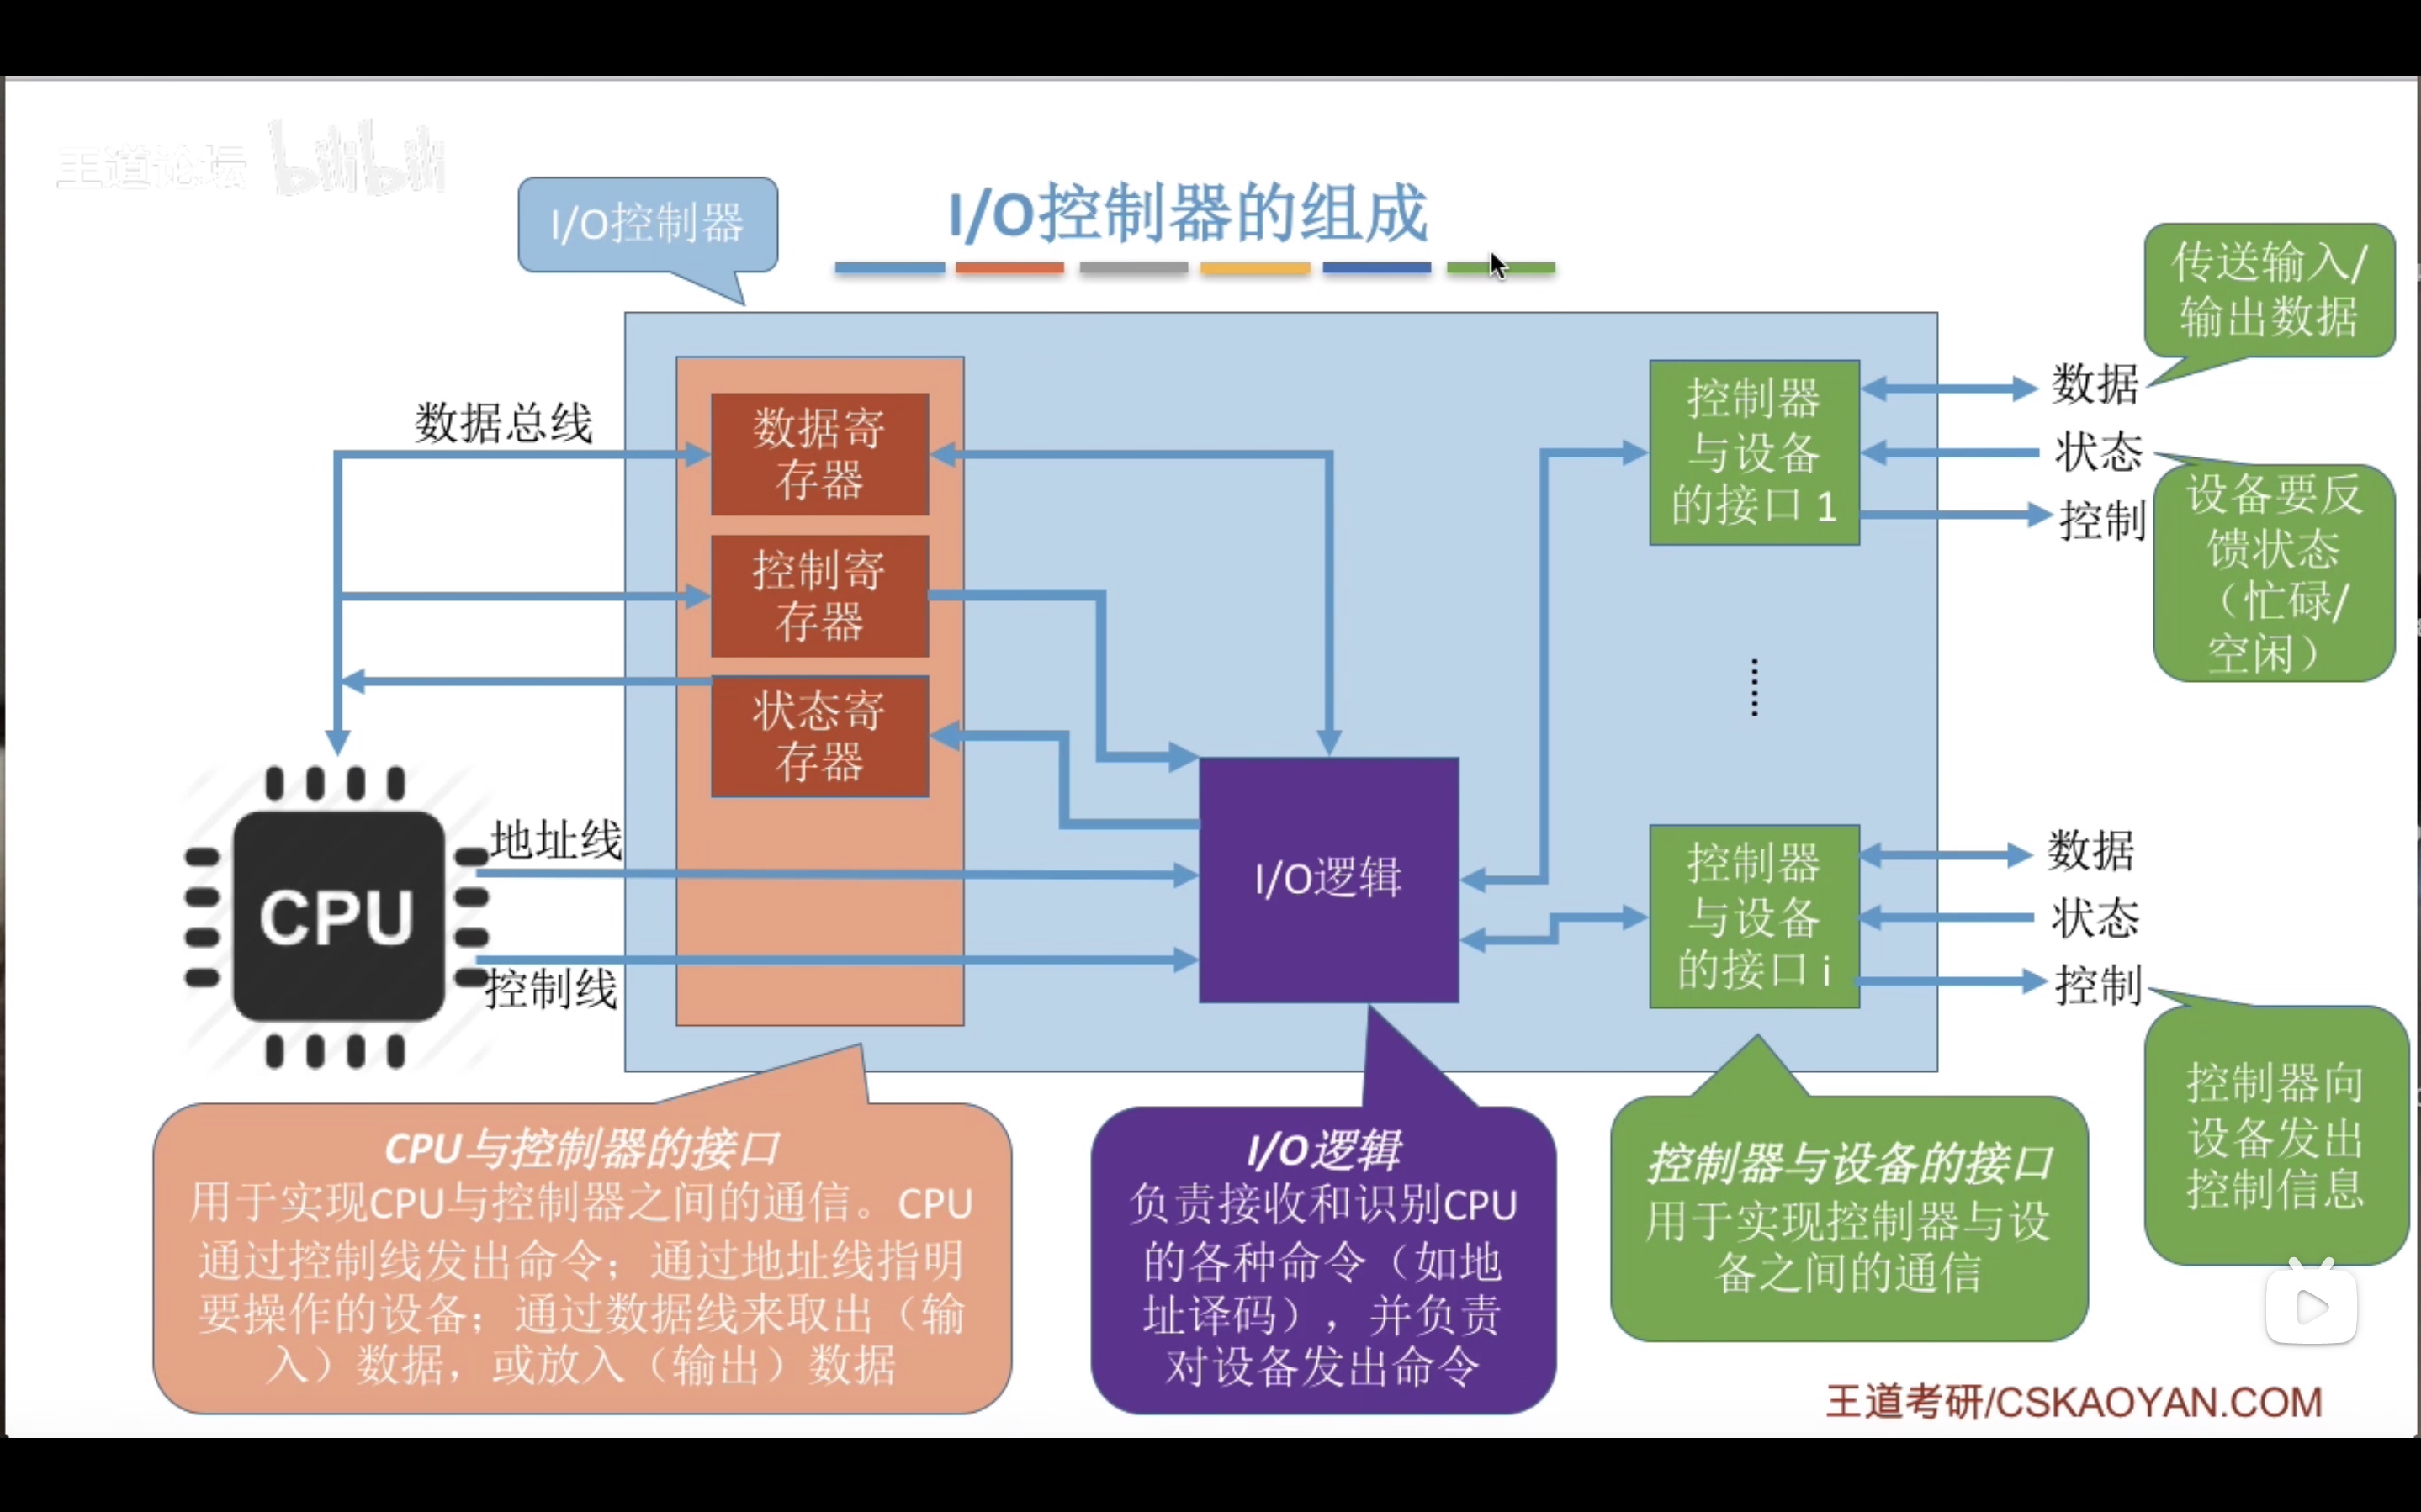 王道论坛 bilibili
I/O控制器
I/O控制器的组成
传送输入/
输出数据
数据总线
数据寄
存器
控制寄
存器
状态寄
存器
控制器
与设备
的接口 1
数据
状态
控制
设备要反
馈状态
（忙碌/
空闲）
......
CPU
地址线
控制线
I/O逻辑
控制器
与设备
的接口 i
数据
状态
控制
控制器向
设备发出
控制信息
CPU与控制器的接口
用于实现CPU与控制器之间的通信。CPU
通过控制线发出命令；通过地址线指明
要操作的设备；通过数据线来取出（输
入）数据，或放入（输出）数据
I/O逻辑
负责接收和识别CPU
的各种命令（如地
址译码），并负责
对设备发出命令
控制器与设备的接口
用于实现控制器与设
备之间的通信
王道考研/CSKAOYAN.COM